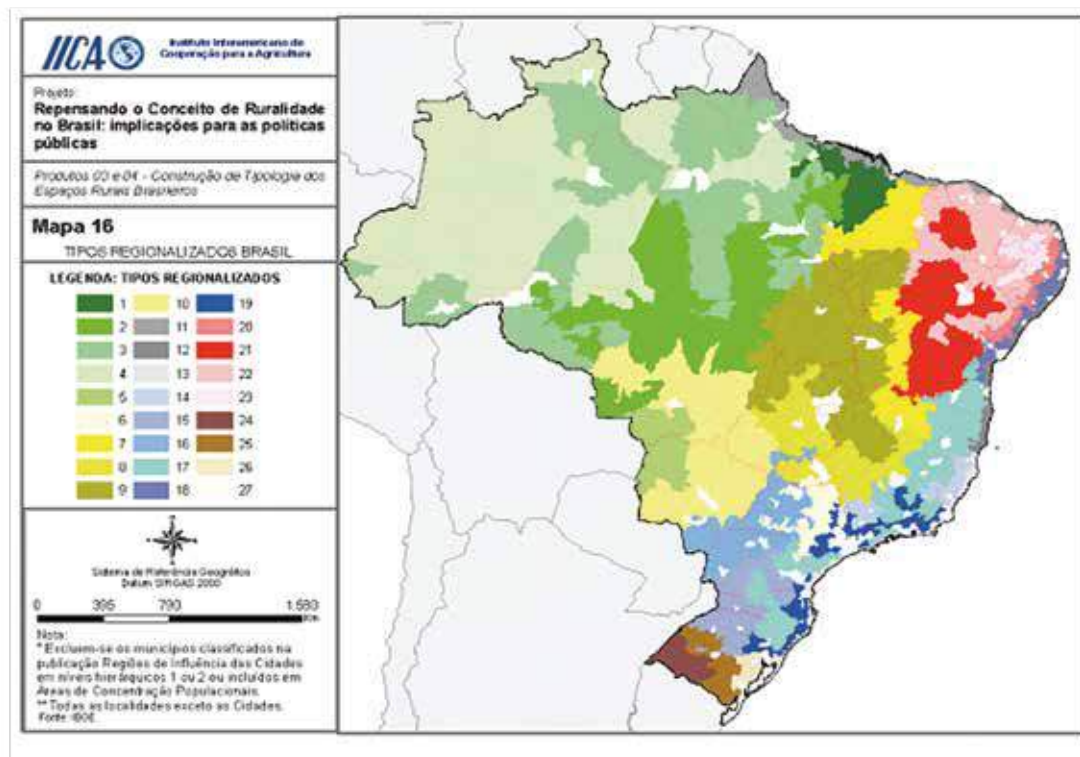 IICA Instituto Interamericano de
Cooperação para a Agricultura
Projeto:
Repensando o Conceito de Ruralidade
no Brasil: implicações para as políticas
públicas
Produtos 03 e 04 - Construção de Tipologia dos
Espaços Rurais Brasileiros
Mapa 16
TIPOS REGIONALIZADOS BRASIL
LEGENDA: TIPOS REGIONALIZADOS
1 10 19
2 11 20
3 12 21
4 13 22
5 14 23
6 15 24
7 16 25
8 17 26
9 18 27
Sistema de Referência Geográfico
Datum SIRGAS 2000
0 395 790 1.580
Km
Nota:
* Excluem-se os municípios classificados na
publicação Regiões de Influência das Cidades
em níveis hierárquicos 1 ou 2 ou incluídos em
Áreas de Concentração Populacionais.
** Todas as localidades exceto as Cidades.
Fonte: IBGE.